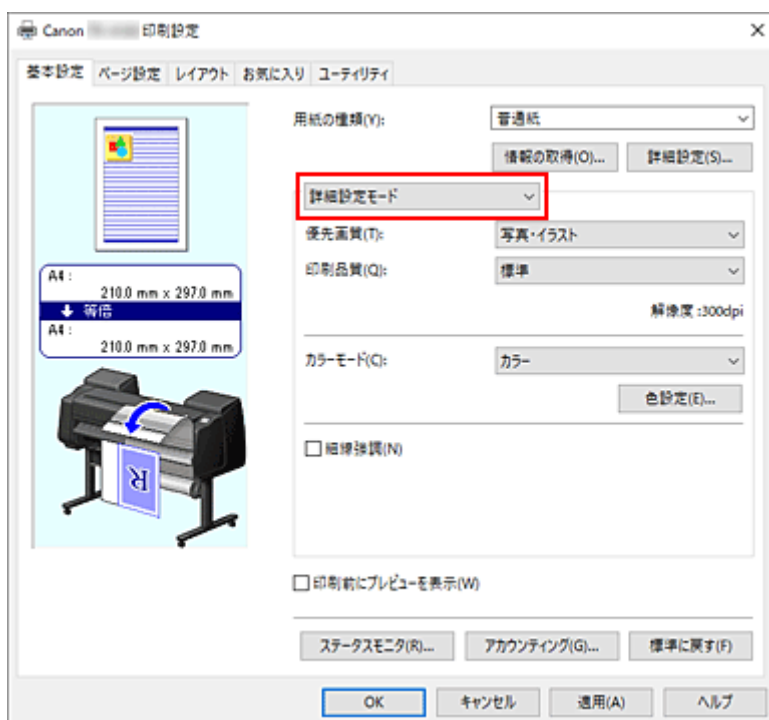 Canon 印刷設定
基本設定 ページ設定 レイアウト お気に入り ユーティリティ
用紙の種類(Y): 普通紙
情報の取得(O)... 詳細設定(S)...
詳細設定モード
優先画質(T): 写真・イラスト
印刷品質(Q): 標準
解像度 :300dpi
カラーモード(C): カラー
色設定(E)...
細線強調(N)
A4 :
210.0 mm x 297.0 mm
等倍
A4 :
210.0 mm x 297.0 mm
R
印刷前にプレビューを表示(W)
ステータスモニタ(R)... アカウンティング(G)... 標準に戻す(F)
OK キャンセル 適用(A) ヘルプ